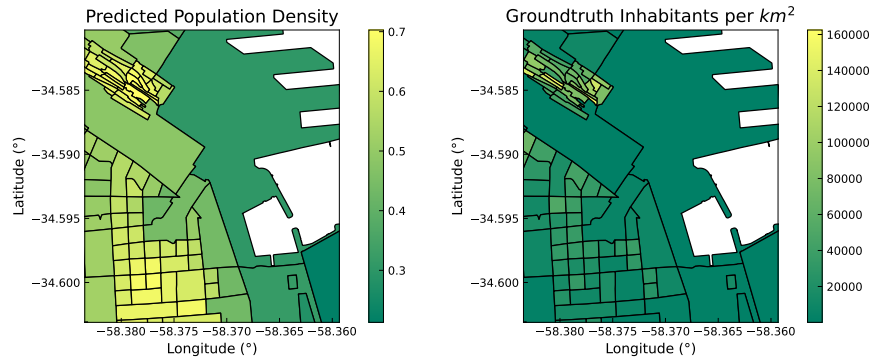 Predicted Population Density
Groundtruth Inhabitants per km²
−34.585
−34.590
−34.595
−34.600
Latitude (°)
−58.380 −58.375 −58.370 −58.365 −58.360
Longitude (°)
0.7
0.6
0.5
0.4
0.3
−34.585
−34.590
−34.595
−34.600
Latitude (°)
−58.380 −58.375 −58.370 −58.365 −58.360
Longitude (°)
160000
140000
120000
100000
80000
60000
40000
20000